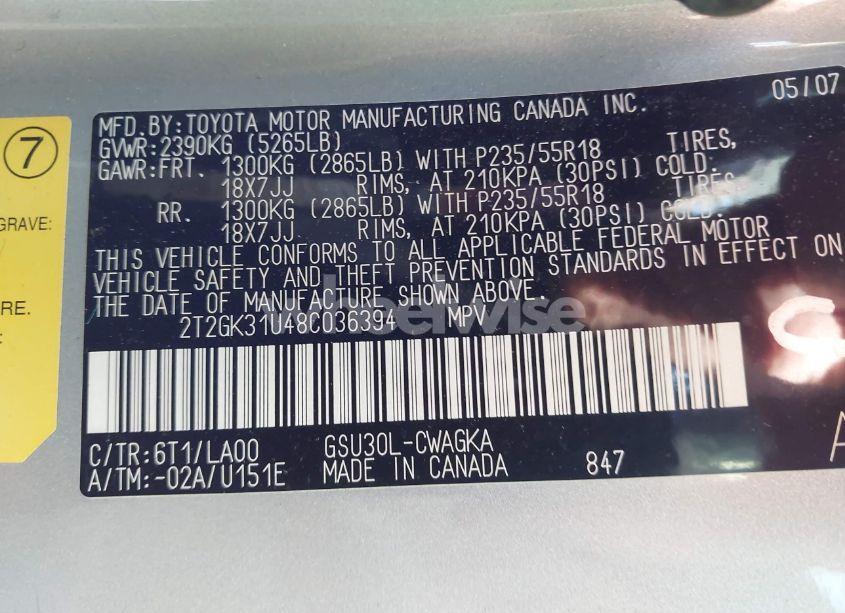 7
GRAVE:
RE.
:
MFD.BY:TOYOTA MOTOR MANUFACTURING CANADA INC. 05/07
GVWR:2390KG (5265LB)
GAWR:FRT. 1300KG (2865LB) WITH P235/55R18 TIRES,
18X7JJ RIMS, AT 210KPA (30PSI) COLD.
RR. 1300KG (2865LB) WITH P235/55R18 TIRES,
18X7JJ RIMS, AT 210KPA (30PSI) COLD.
THIS VEHICLE CONFORMS TO ALL APPLICABLE FEDERAL MOTOR
VEHICLE SAFETY AND THEFT PREVENTION STANDARDS IN EFFECT ON
THE DATE OF MANUFACTURE SHOWN ABOVE.
wheelwise
2T2GK31U48C036394 MPV
C/TR:6T1/LA00 GSU30L-CWAGKA
A/TM:-02A/U151E MADE IN CANADA 847
A